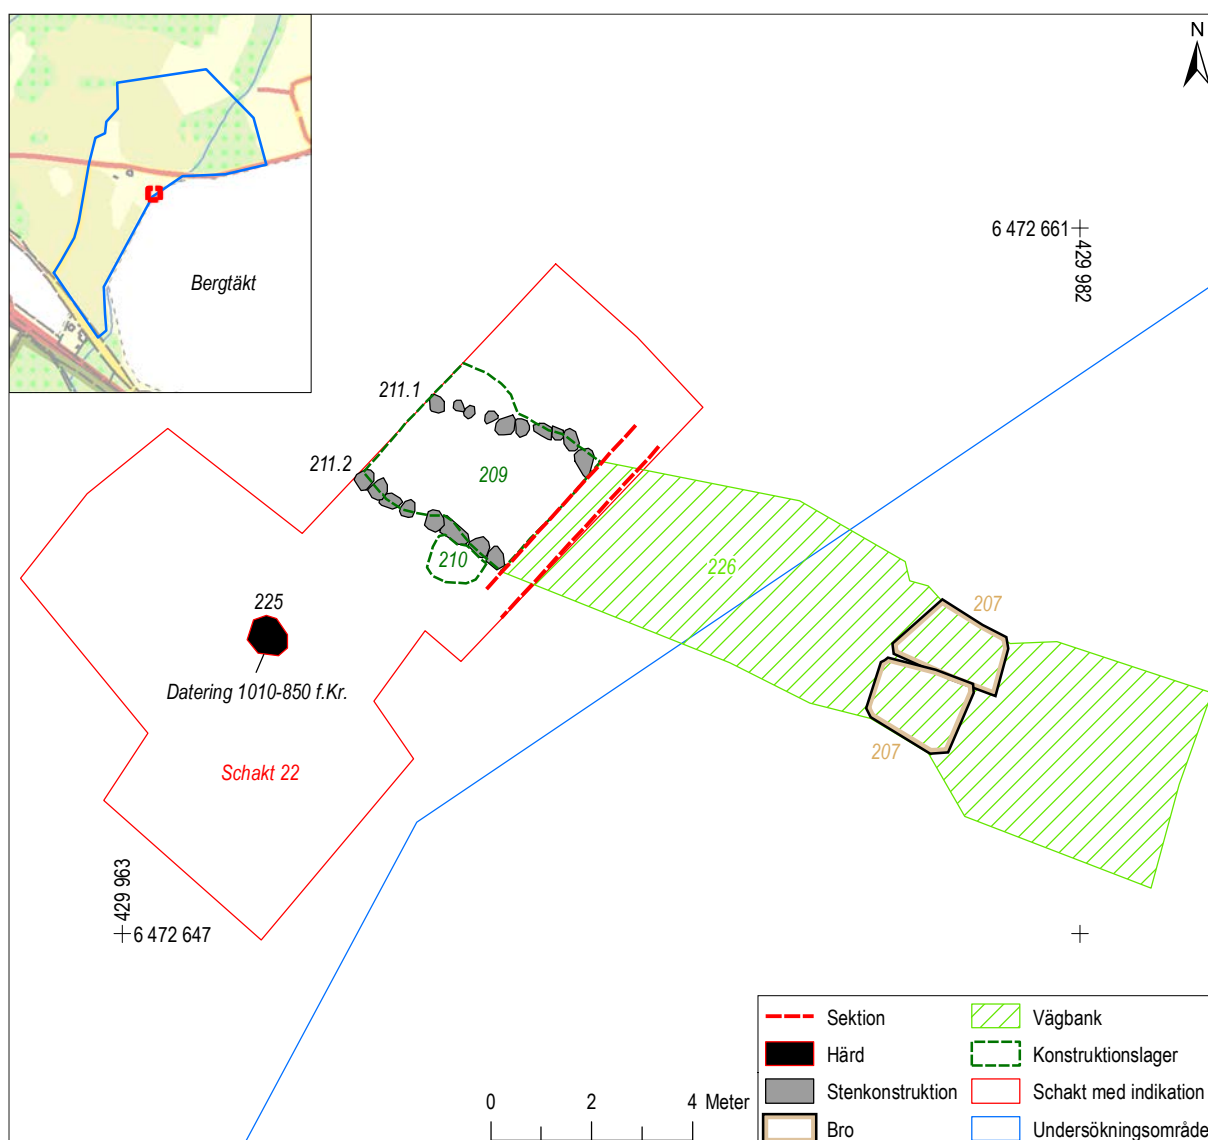 N
Bergtäkt
6 472 661
429 982
211.1
211.2
209
210
226
225
207
Datering 1010-850 f.Kr.
207
Schakt 22
429 963
6 472 647
Sektion
Härd
Stenkonstruktion
Bro
Vägbank
Konstruktionslager
Schakt med indikation
Undersökningsområde
0 2 4 Meter